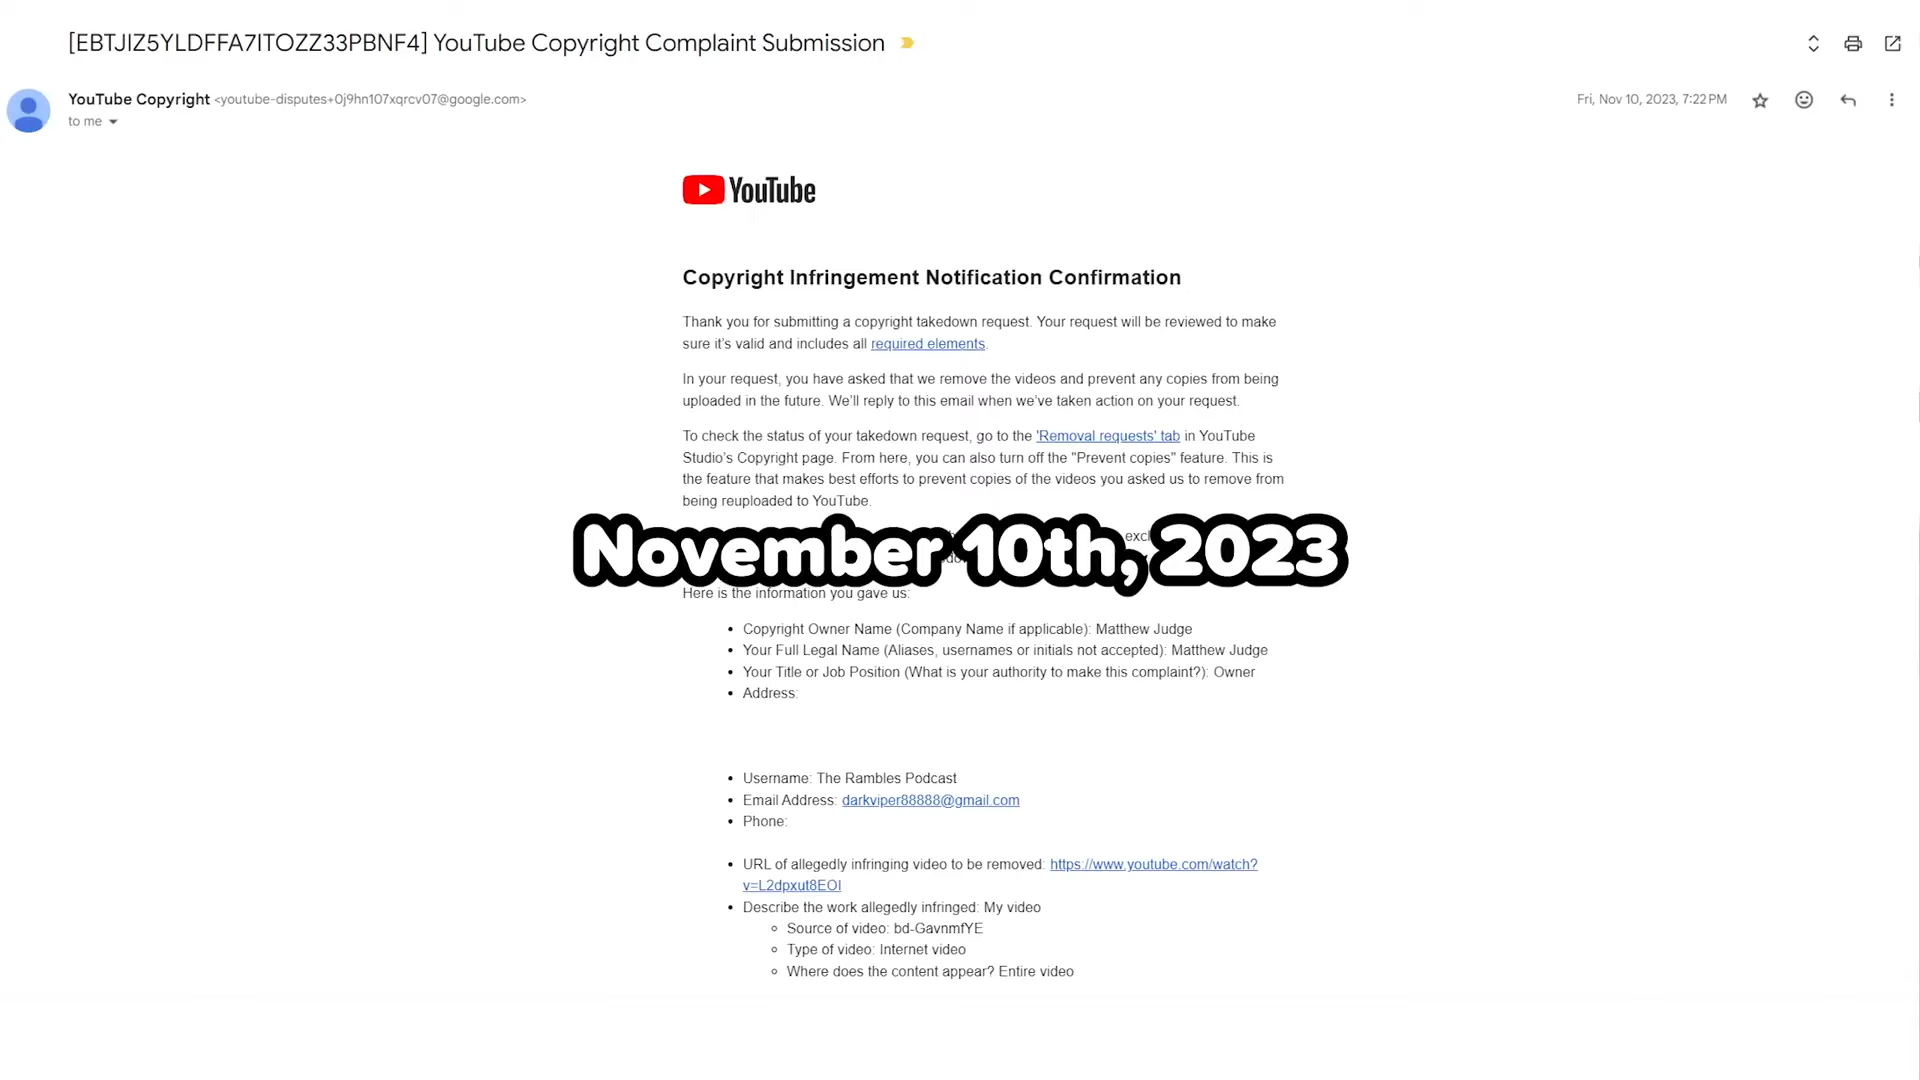 [EBTJIZ5YLDFFA7ITOZZ33PBNF4] YouTube Copyright Complaint Submission
YouTube Copyright <youtube-disputes+0j9hn107xqrcv07@google.com>
Fri, Nov 10, 2023, 7:22 PM
to me
YouTube
Copyright Infringement Notification Confirmation
Thank you for submitting a copyright takedown request. Your request will be reviewed to make
sure it's valid and includes all required elements.
In your request, you have asked that we remove the videos and prevent any copies from being
uploaded in the future. We'll reply to this email when we've taken action on your request.
To check the status of your takedown request, go to the 'Removal requests' tab in YouTube
Studio's Copyright page. From here, you can also turn off the "Prevent copies" feature. This is
the feature that makes best efforts to prevent copies of the videos you asked us to remove from
being reuploaded to YouTube.
November 10th, 2023
Here is the information you gave us:
• Copyright Owner Name (Company Name if applicable): Matthew Judge
• Your Full Legal Name (Aliases, usernames or initials not accepted): Matthew Judge
• Your Title or Job Position (What is your authority to make this complaint?): Owner
• Address:
• Username: The Rambles Podcast
• Email Address: darkviper88888@gmail.com
• Phone:
• URL of allegedly infringing video to be removed: https://www.youtube.com/watch?
v=L2dpxut8EOI
• Describe the work allegedly infringed: My video
◦ Source of video: bd-GavnmfYE
◦ Type of video: Internet video
◦ Where does the content appear? Entire video